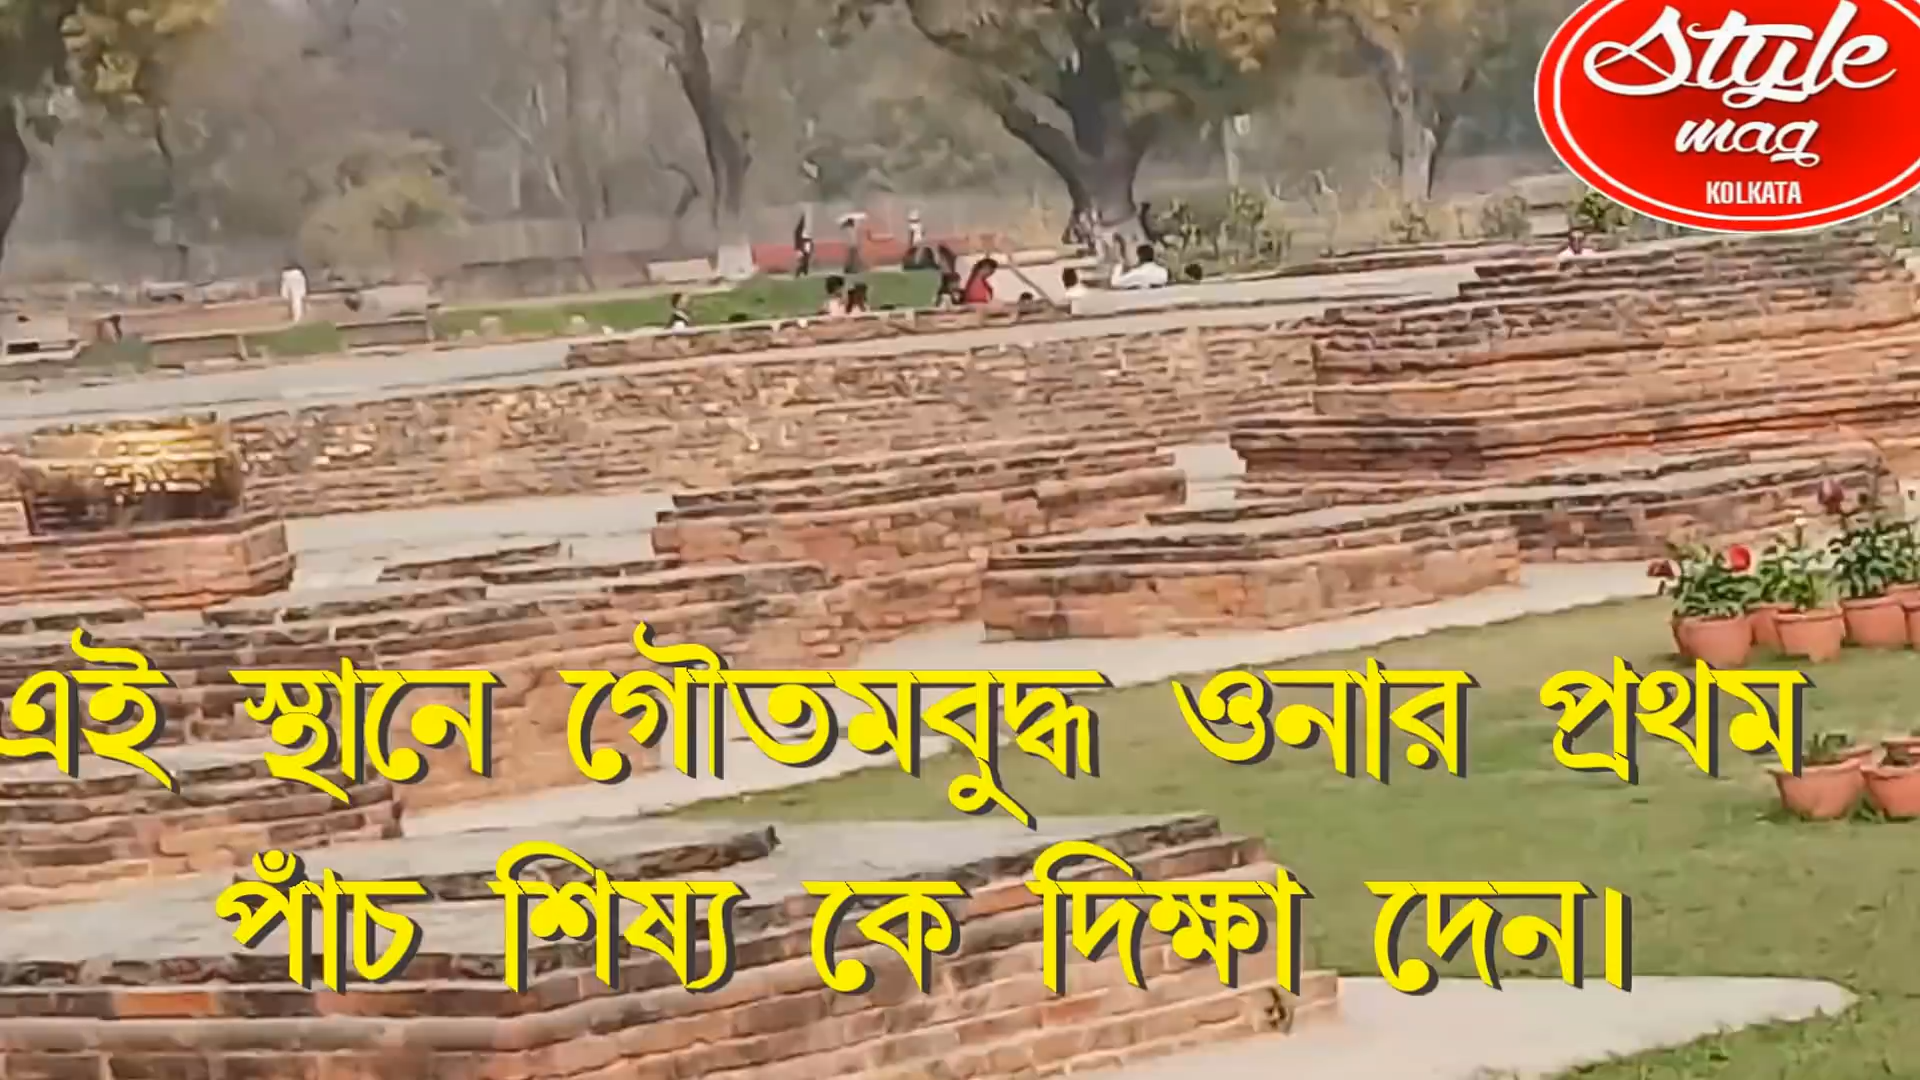 Style
mag
KOLKATA
এই স্থানে গৌতমবুদ্ধ ওনার প্রথম
পাঁচ শিষ্য কে দিক্ষা দেন।